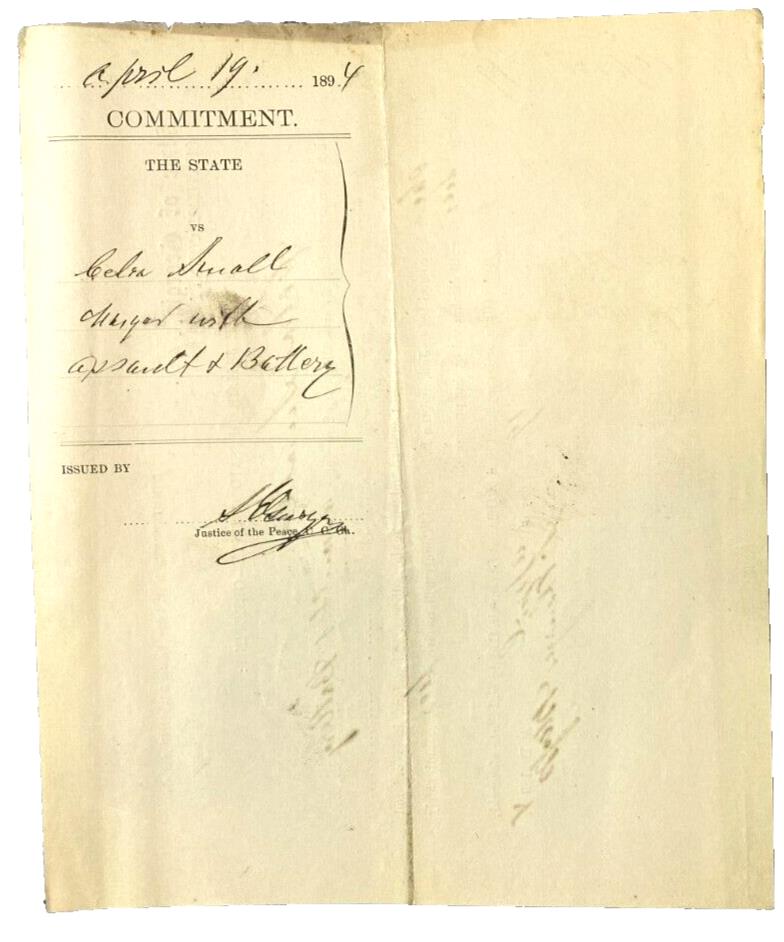 April 19. 1894
COMMITMENT.
THE STATE
vs
Celia Small
charged with
assault & Battery
ISSUED BY
Justice of the Peace, C. C. Ga.